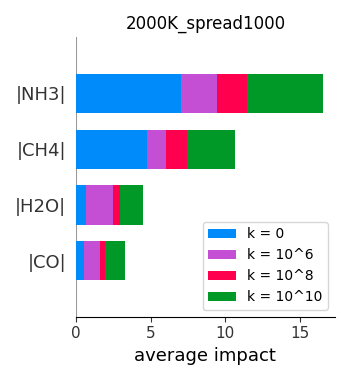 2000K_spread1000
|NH3|
|CH4|
|H2O|
|CO|
k = 0
k = 10^6
k = 10^8
k = 10^10
0 5 10 15
average impact